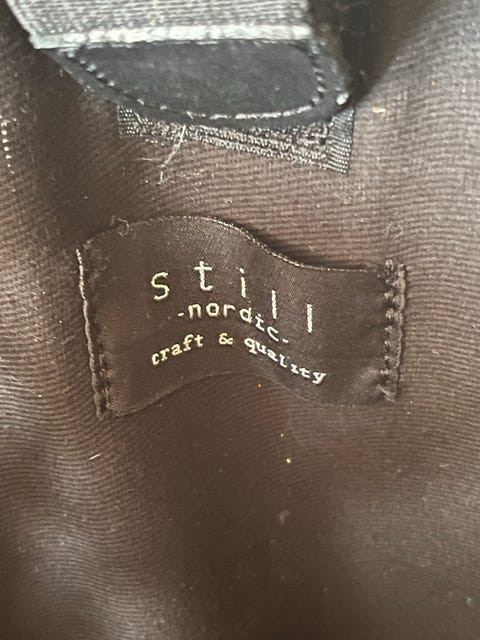 still
-nordic-
craft & quality